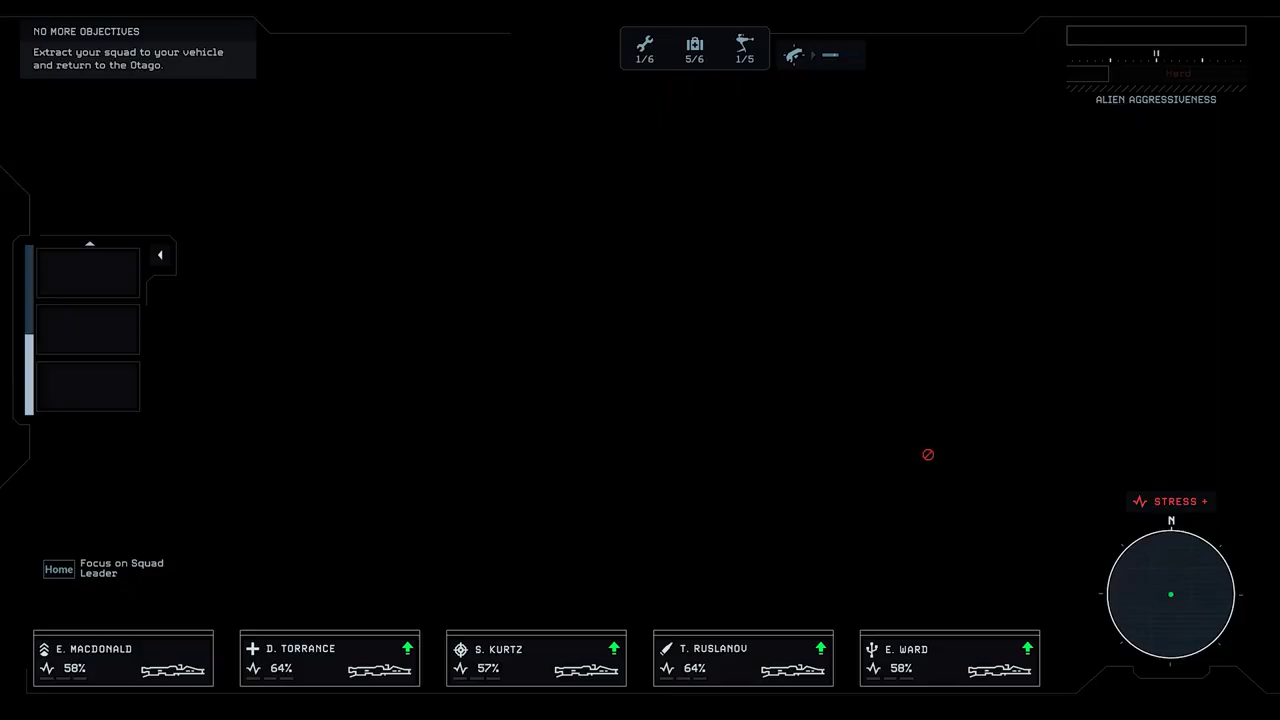 NO MORE OBJECTIVES
Extract your squad to your vehicle
and return to the Otago.
1/6
5/6
1/5
Hard
ALIEN AGGRESSIVENESS
STRESS +
N
Home
Focus on Squad
Leader
E. MACDONALD
58%
D. TORRANCE
64%
S. KURTZ
57%
T. RUSLANOV
64%
E. WARD
58%